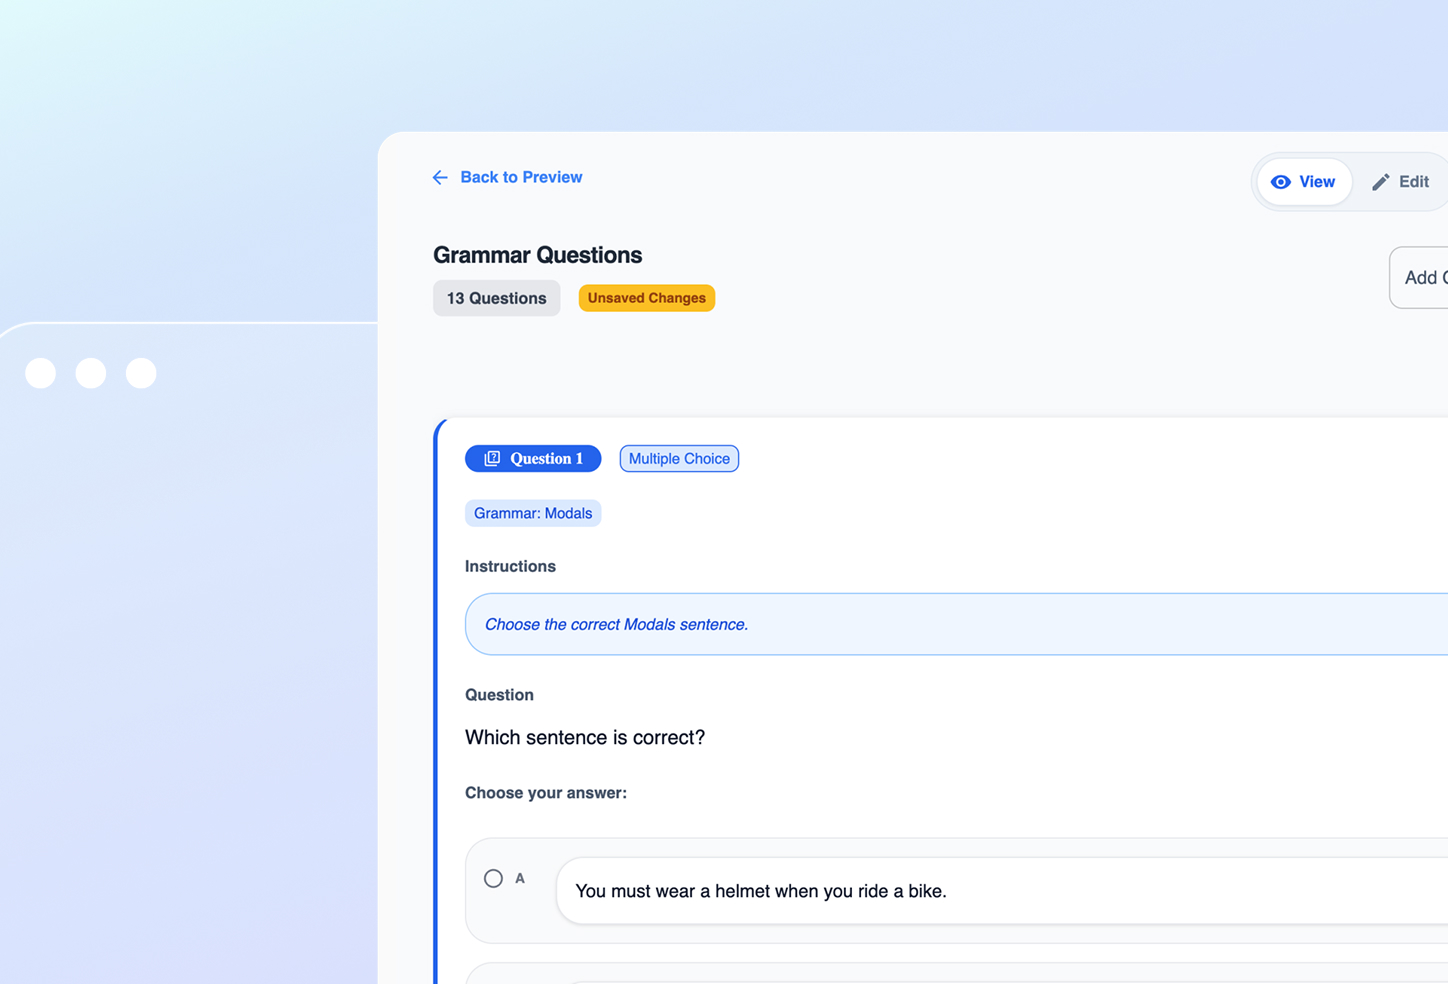 Back to Preview
View
Edit
Grammar Questions
13 Questions
Unsaved Changes
Add
Question 1
Multiple Choice
Grammar: Modals
Instructions
Choose the correct Modals sentence.
Question
Which sentence is correct?
Choose your answer:
A
You must wear a helmet when you ride a bike.